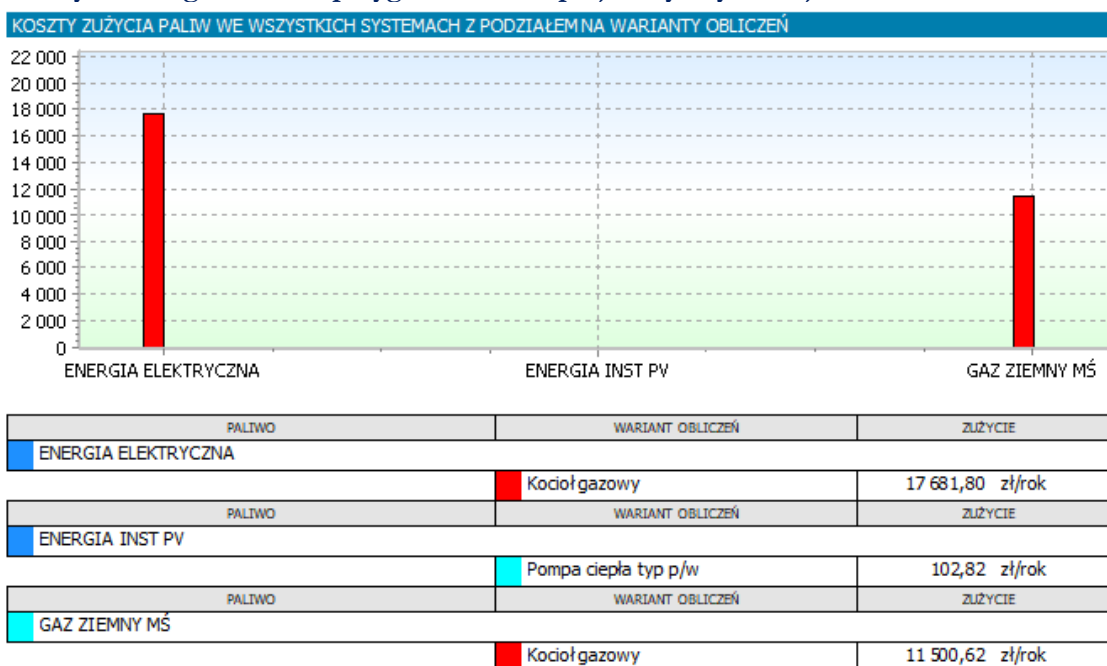 KOSZTY ZUŻYCIA PALIW WE WSZYSTKICH SYSTEMACH Z PODZIAŁEM NA WARIANTY OBLICZEŃ
22 000
20 000
18 000
16 000
14 000
12 000
10 000
8 000
6 000
4 000
2 000
0
ENERGIA ELEKTRYCZNA ENERGIA INST PV GAZ ZIEMNY MŚ
PALIWO WARIANT OBLICZEŃ ZUŻYCIE
ENERGIA ELEKTRYCZNA
Kocioł gazowy 17 681,80 zł/rok
PALIWO WARIANT OBLICZEŃ ZUŻYCIE
ENERGIA INST PV
Pompa ciepła typ p/w 102,82 zł/rok
PALIWO WARIANT OBLICZEŃ ZUŻYCIE
GAZ ZIEMNY MŚ
Kocioł gazowy 11 500,62 zł/rok